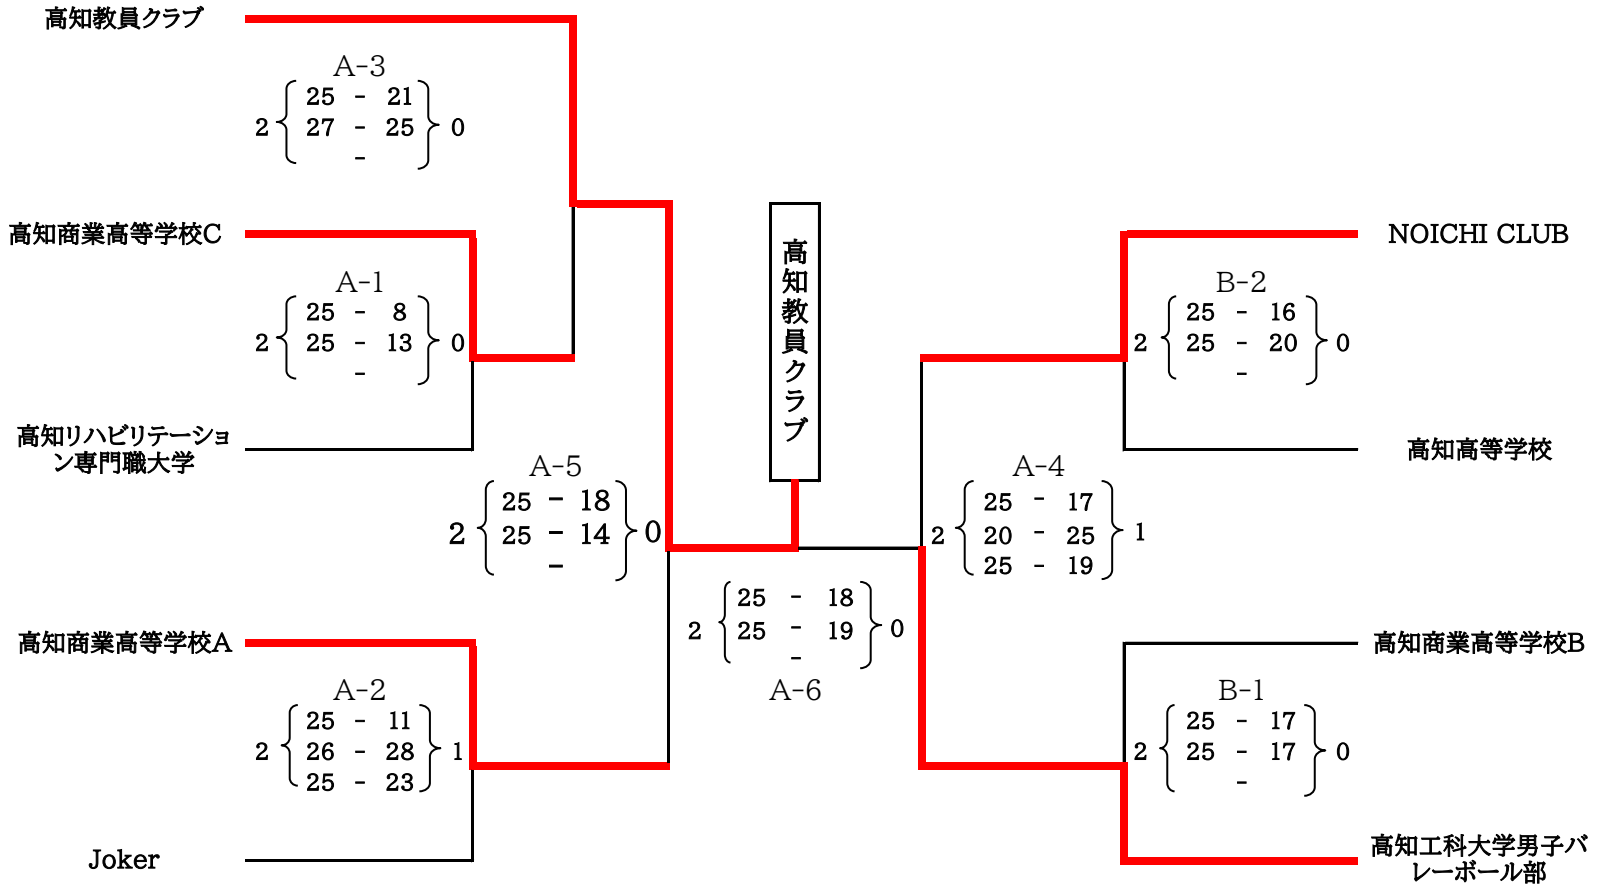 高知教員クラブ
A-3
25 - 21
2 27 - 25 0
-
高知商業高等学校C
A-1
25 - 8
2 25 - 13 0
-
高知リハビリテーショ
ン専門職大学
A-5
25 - 18
2 25 - 14 0
-
高知商業高等学校A
A-2
25 - 11
2 26 - 28 1
25 - 23
Joker
高知教員クラブ
25 - 18
2 25 - 19 0
-
A-6
NOICHI CLUB
B-2
25 - 16
2 25 - 20 0
-
高知高等学校
A-4
25 - 17
2 20 - 25 1
25 - 19
高知商業高等学校B
B-1
25 - 17
2 25 - 17 0
-
高知工科大学男子バ
レーボール部